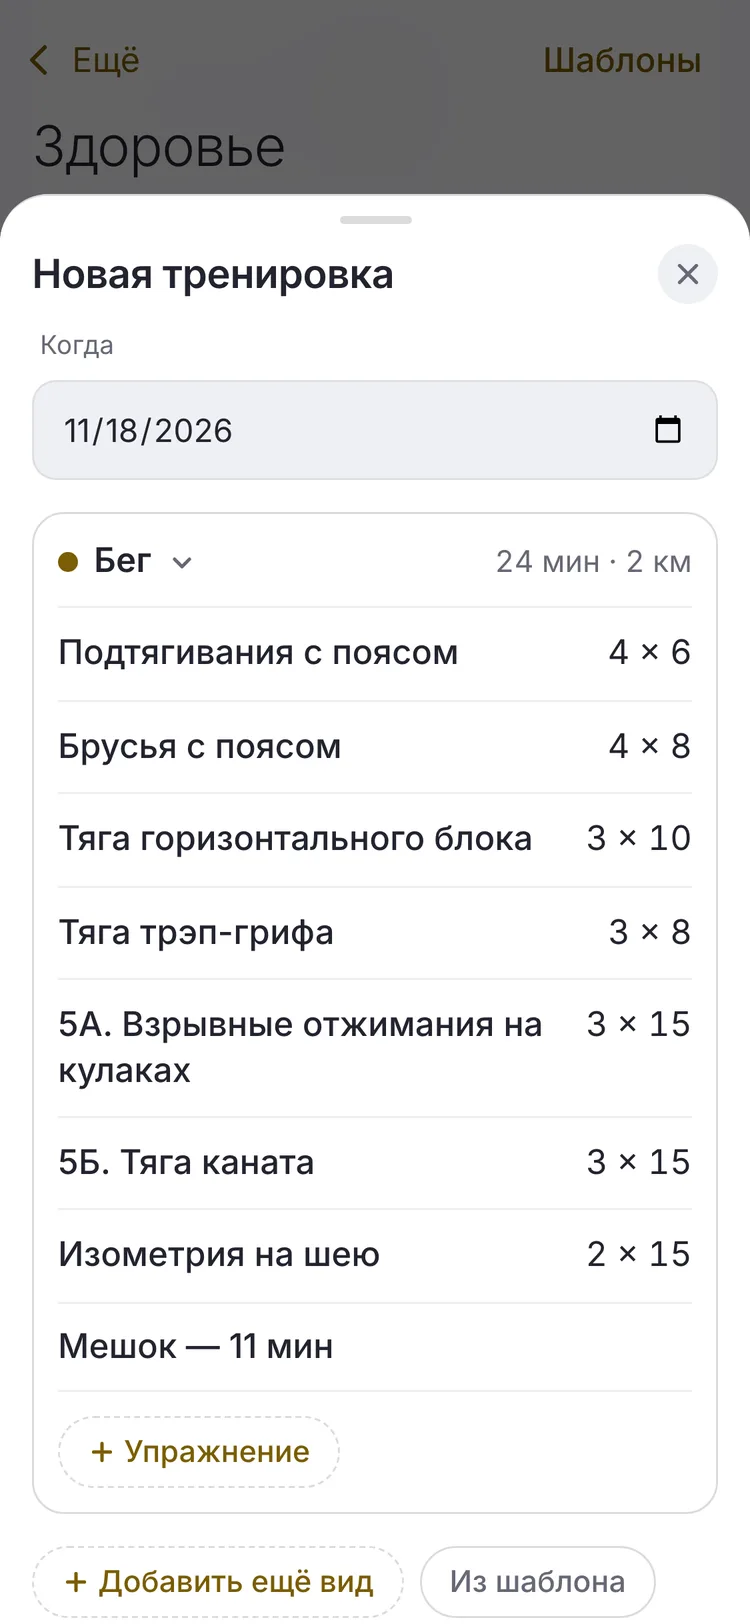 Ещё
Шаблоны
Здоровье
Новая тренировка
Когда
11/18/2026
Бег
24 мин · 2 км
Подтягивания с поясом 4 × 6
Брусья с поясом 4 × 8
Тяга горизонтального блока 3 × 10
Тяга трэп-грифа 3 × 8
5А. Взрывные отжимания на 3 × 15
кулаках
5Б. Тяга каната 3 × 15
Изометрия на шею 2 × 15
Мешок — 11 мин
+ Упражнение
+ Добавить ещё вид
Из шаблона